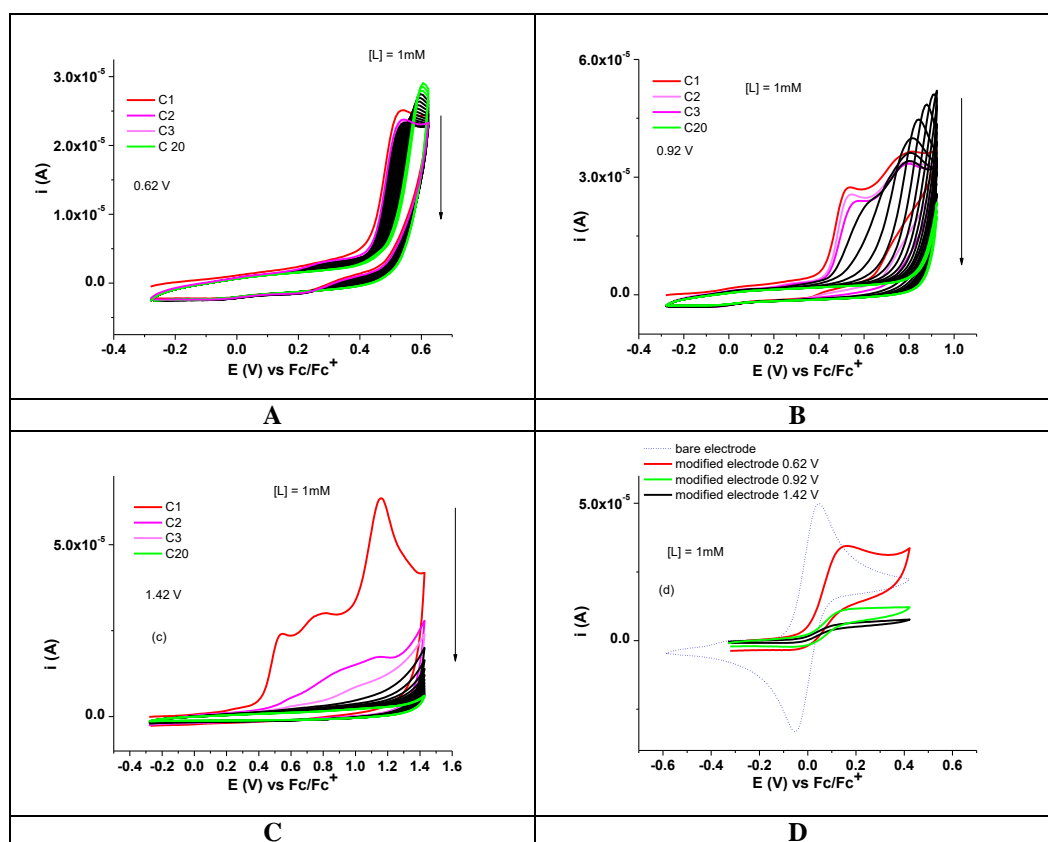 [L] = 1mM
3.0x10⁻⁵
2.0x10⁻⁵
1.0x10⁻⁵
0.0
i (A)
C1
C2
C3
C 20
0.62 V
-0.4 -0.2 0.0 0.2 0.4 0.6
E (V) vs Fc/Fc⁺
A
6.0x10⁻⁵
3.0x10⁻⁵
0.0
i (A)
[L] = 1mM
C1
C2
C3
C20
0.92 V
-0.4 -0.2 0.0 0.2 0.4 0.6 0.8 1.0
E (V) vs Fc/Fc⁺
B
[L] = 1mM
5.0x10⁻⁵
0.0
i (A)
C1
C2
C3
C20
1.42 V
(c)
-0.4 -0.2 0.0 0.2 0.4 0.6 0.8 1.0 1.2 1.4 1.6
E (V) vs Fc/Fc⁺
C
bare electrode
modified electrode 0.62 V
modified electrode 0.92 V
modified electrode 1.42 V
5.0x10⁻⁵
0.0
i (A)
[L] = 1mM
(d)
-0.6 -0.4 -0.2 0.0 0.2 0.4 0.6
E (V) vs Fc/Fc⁺
D